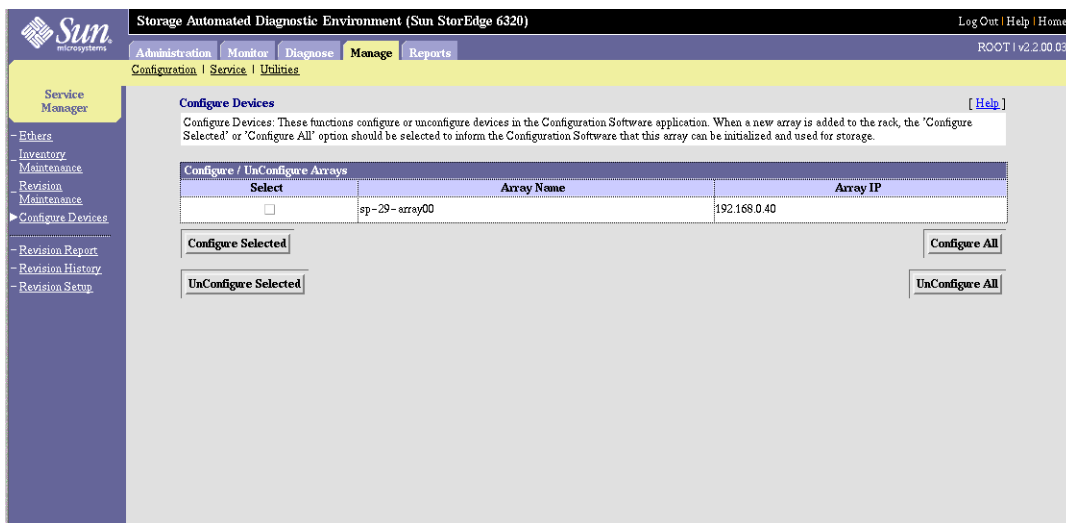 Sun
microsystems
Storage Automated Diagnostic Environment (Sun StorEdge 6320)
Log Out | Help | Home
Administration Monitor Diagnose Manage Reports
ROOT | v2.2.00.03
Configuration | Service | Utilities
Service
Manager
Ethers
Inventory
Maintenance
Revision
Maintenance
Configure Devices
Revision Report
Revision History
Revision Setup
Configure Devices
[ Help ]
Configure Devices: These functions configure or unconfigure devices in the Configuration Software application. When a new array is added to the rack, the 'Configure
Selected' or 'Configure All' option should be selected to inform the Configuration Software that this array can be initialized and used for storage.
Configure / UnConfigure Arrays
Select Array Name Array IP
sp-29-array00 192.168.0.40
Configure Selected Configure All
UnConfigure Selected UnConfigure All